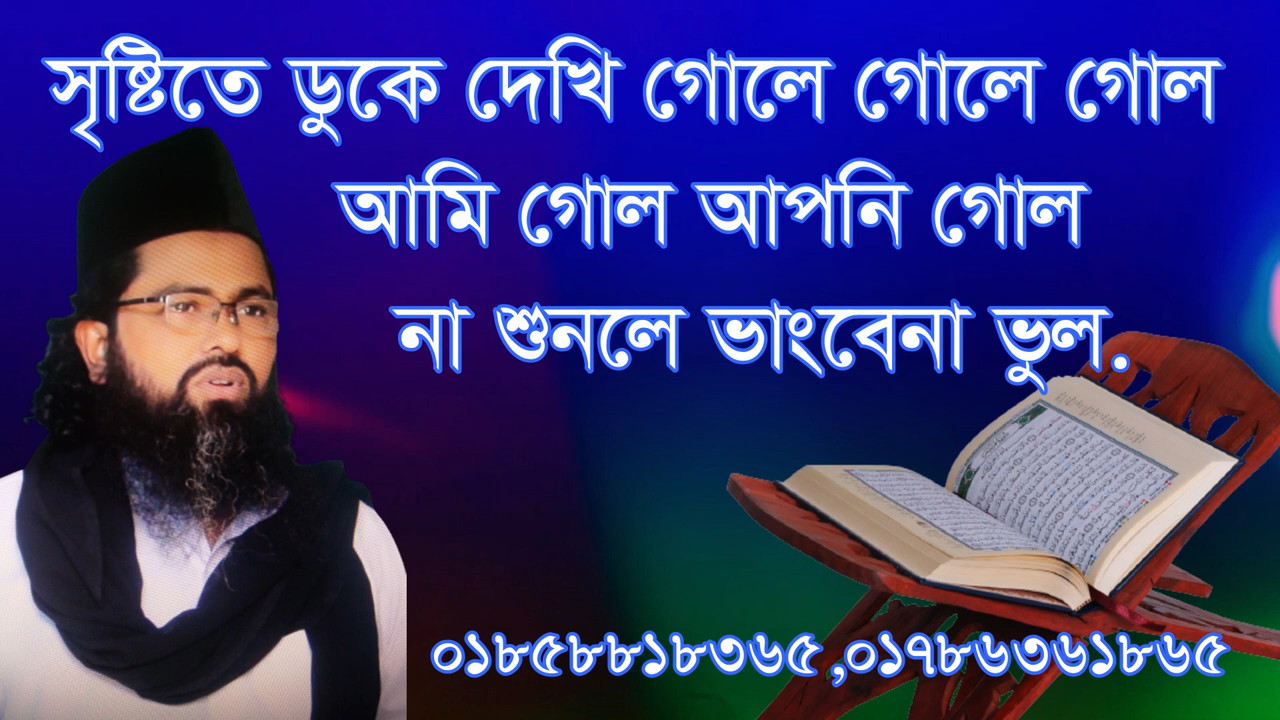 সৃষ্টিতে ডুকে দেখি গোলে গোলে গোল
আমি গোল আপনি গোল
না শুনলে ভাংবেনা ভুল.
০১৮৫৮৮১৮৩৬৫ ,০১৭৮৬৩৬১৮৬৫